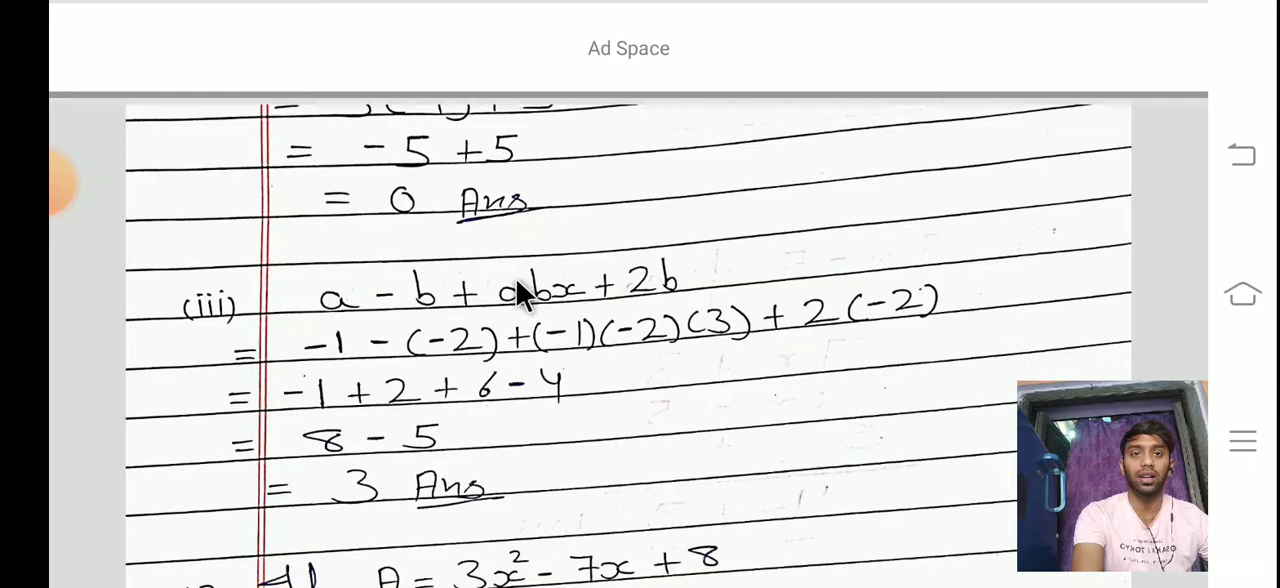 Ad Space
= -5 + 5
= 0 Ans
(iii) a - b + abx + 2b
= -1 - (-2) + (-1)(-2)(3) + 2(-2)
= -1 + 2 + 6 - 4
= 8 - 5
= 3 Ans
A = 3x² - 7x + 8